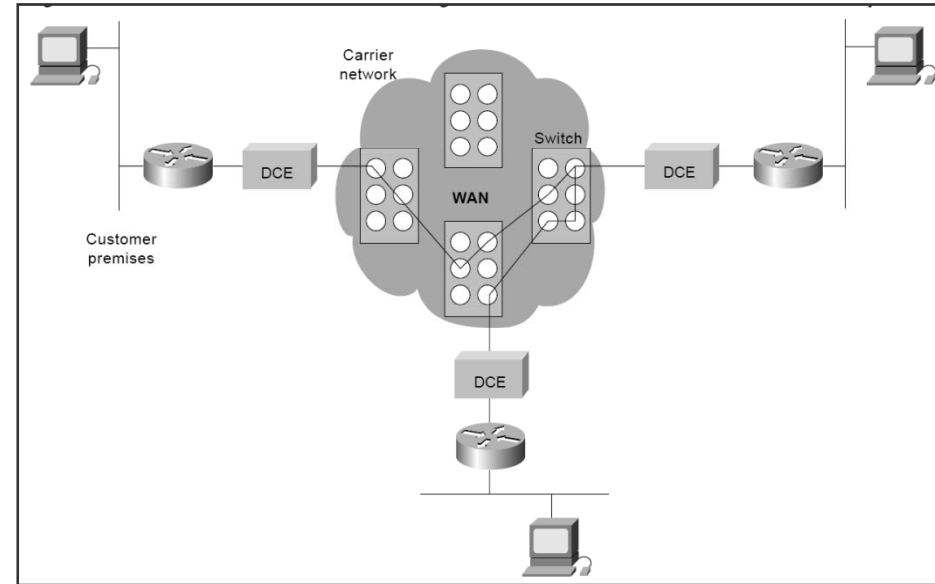 Carrier
network
Switch
DCE
DCE
WAN
Customer
premises
DCE